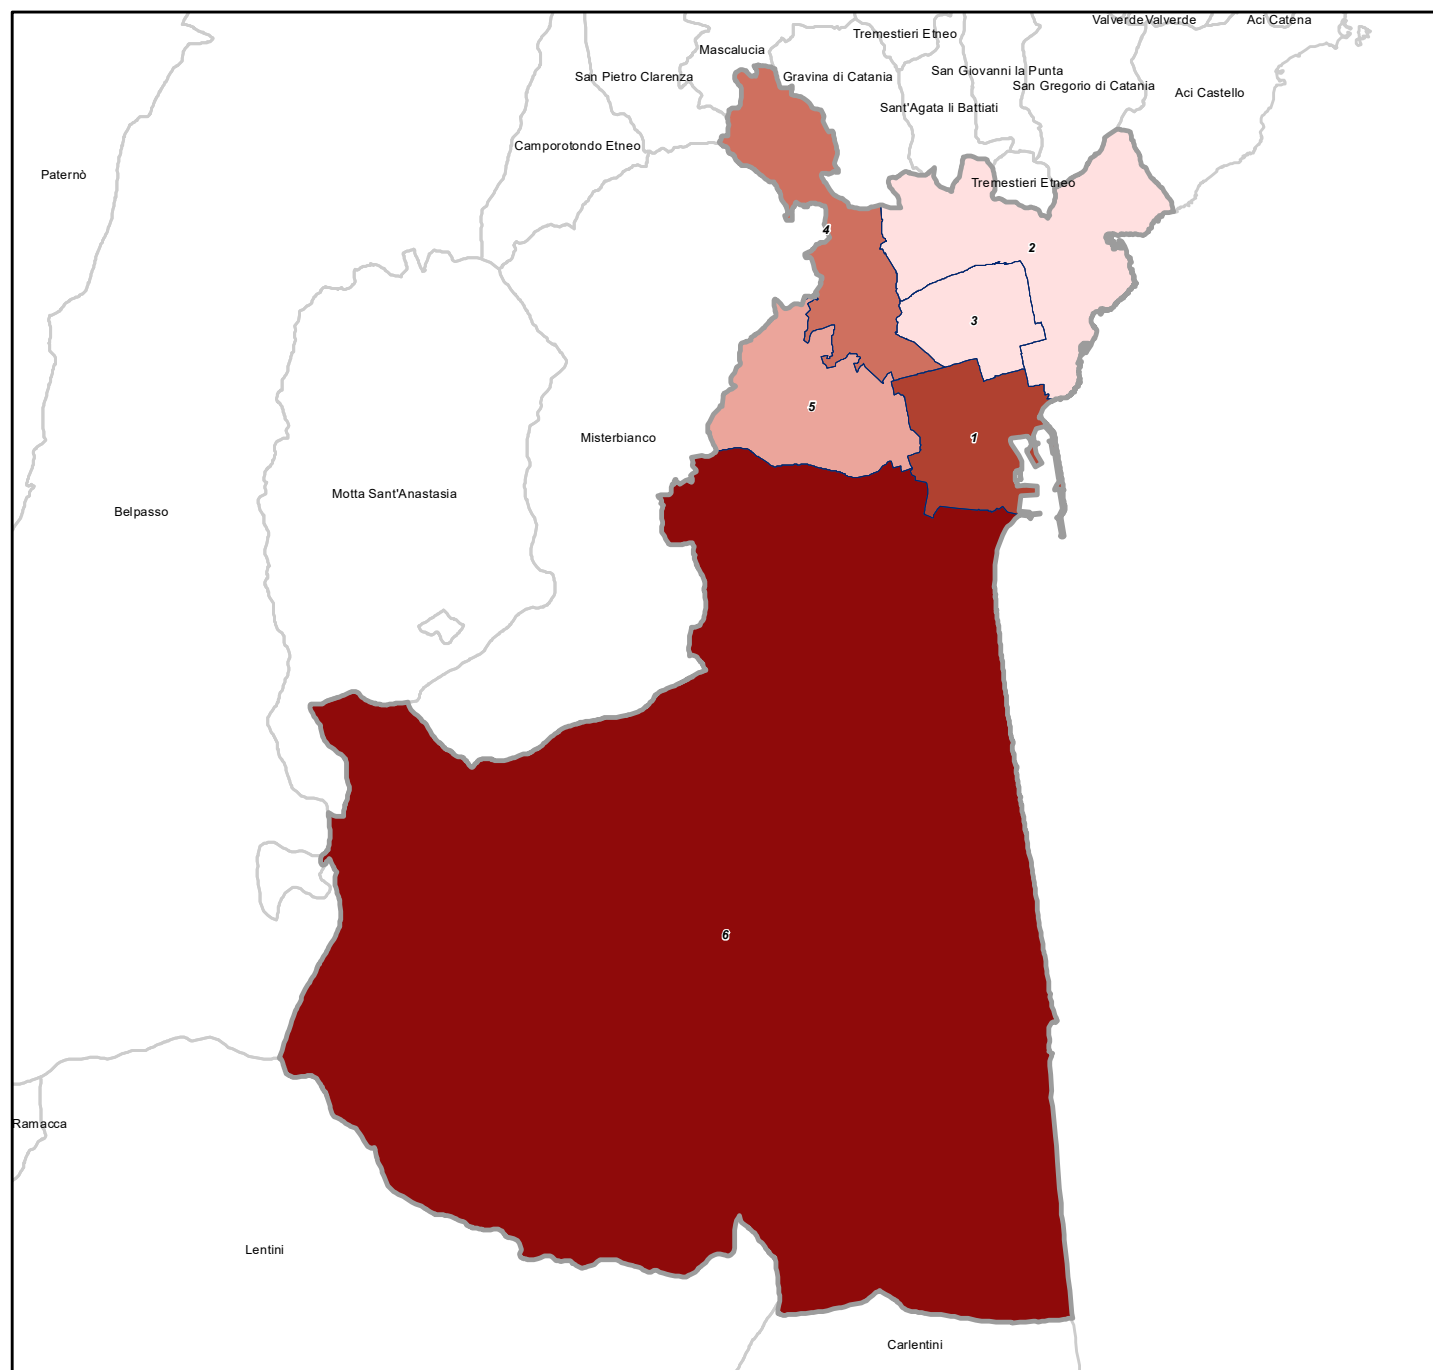 ValverdeValverde
Aci Catena
Tremestieri Etneo
Mascalucia
San Pietro Clarenza
Gravina di Catania
San Giovanni la Punta
San Gregorio di Catania
Aci Castello
Sant'Agata li Battiati
Camporotondo Etneo
Paternò
Tremestieri Etneo
4
2
3
5
Misterbianco
1
Motta Sant'Anastasia
Belpasso
6
Ramacca
Lentini
Carlentini